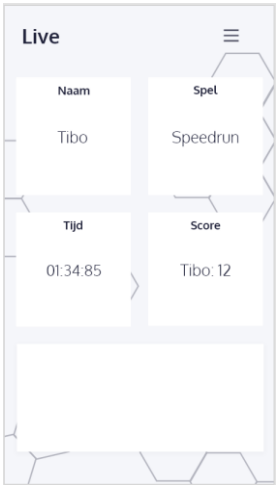 Live
Naam
Tibo
Spel
Speedrun
Tijd
01:34:85
Score
Tibo: 12